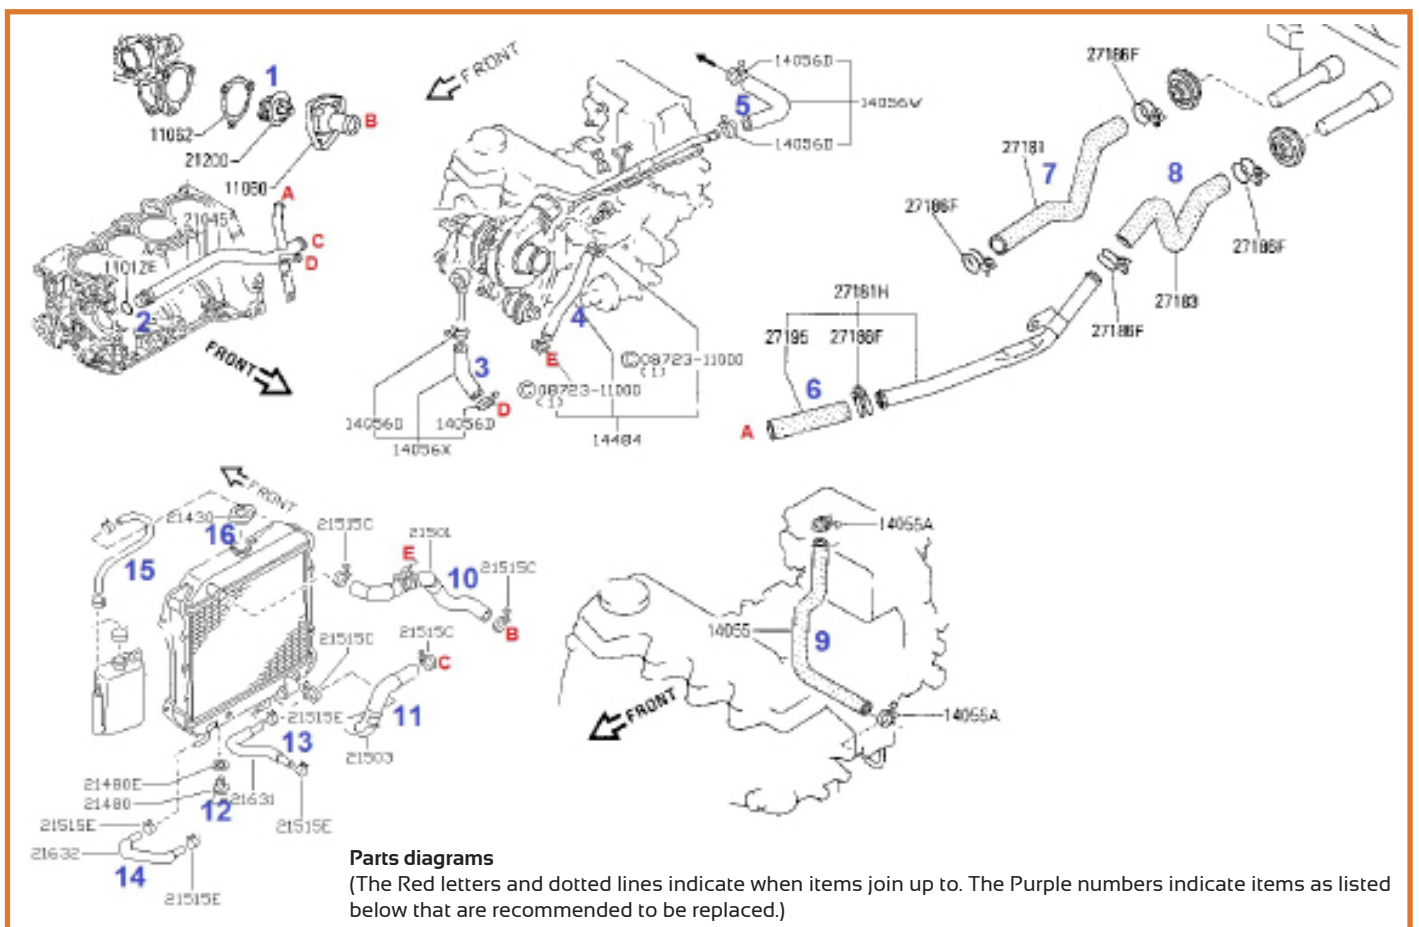 1
11062
21200
11060
B
A
21045
C
D
11012E
2
FRONT
FRONT
14056D
5
14056W
14056D
4
E
3
©08723-11000
(1)
©08723-11000
(1)
D
14056D
14056D
14056X
14484
27186F
27181
7
8
27186F
27186F
27183
27186F
27181H
27195
27186F
6
A
FRONT
21430
16
15
21515C
21501
E
10
21515C
B
21515C
C
21515C
11
21515E
13
21503
21480E
21480
12
21631
21515E
21515E
21632
14
21515E
14055A
14055
9
14055A
FRONT
Parts diagrams
(The Red letters and dotted lines indicate when items join up to. The Purple numbers indicate items as listed
below that are recommended to be replaced.)